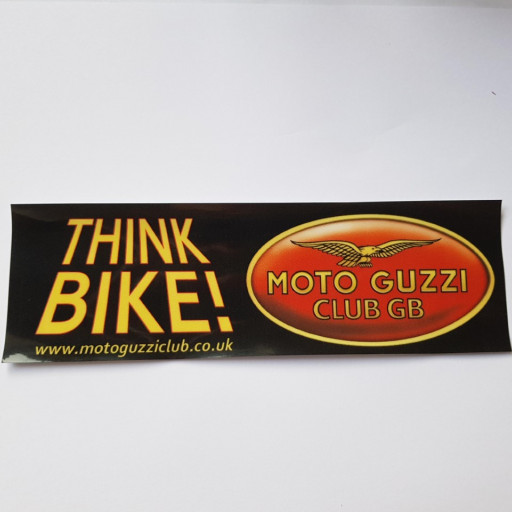 THINK
BIKE!
www.motoguzziclub.co.uk
MOTO GUZZI
CLUB GB